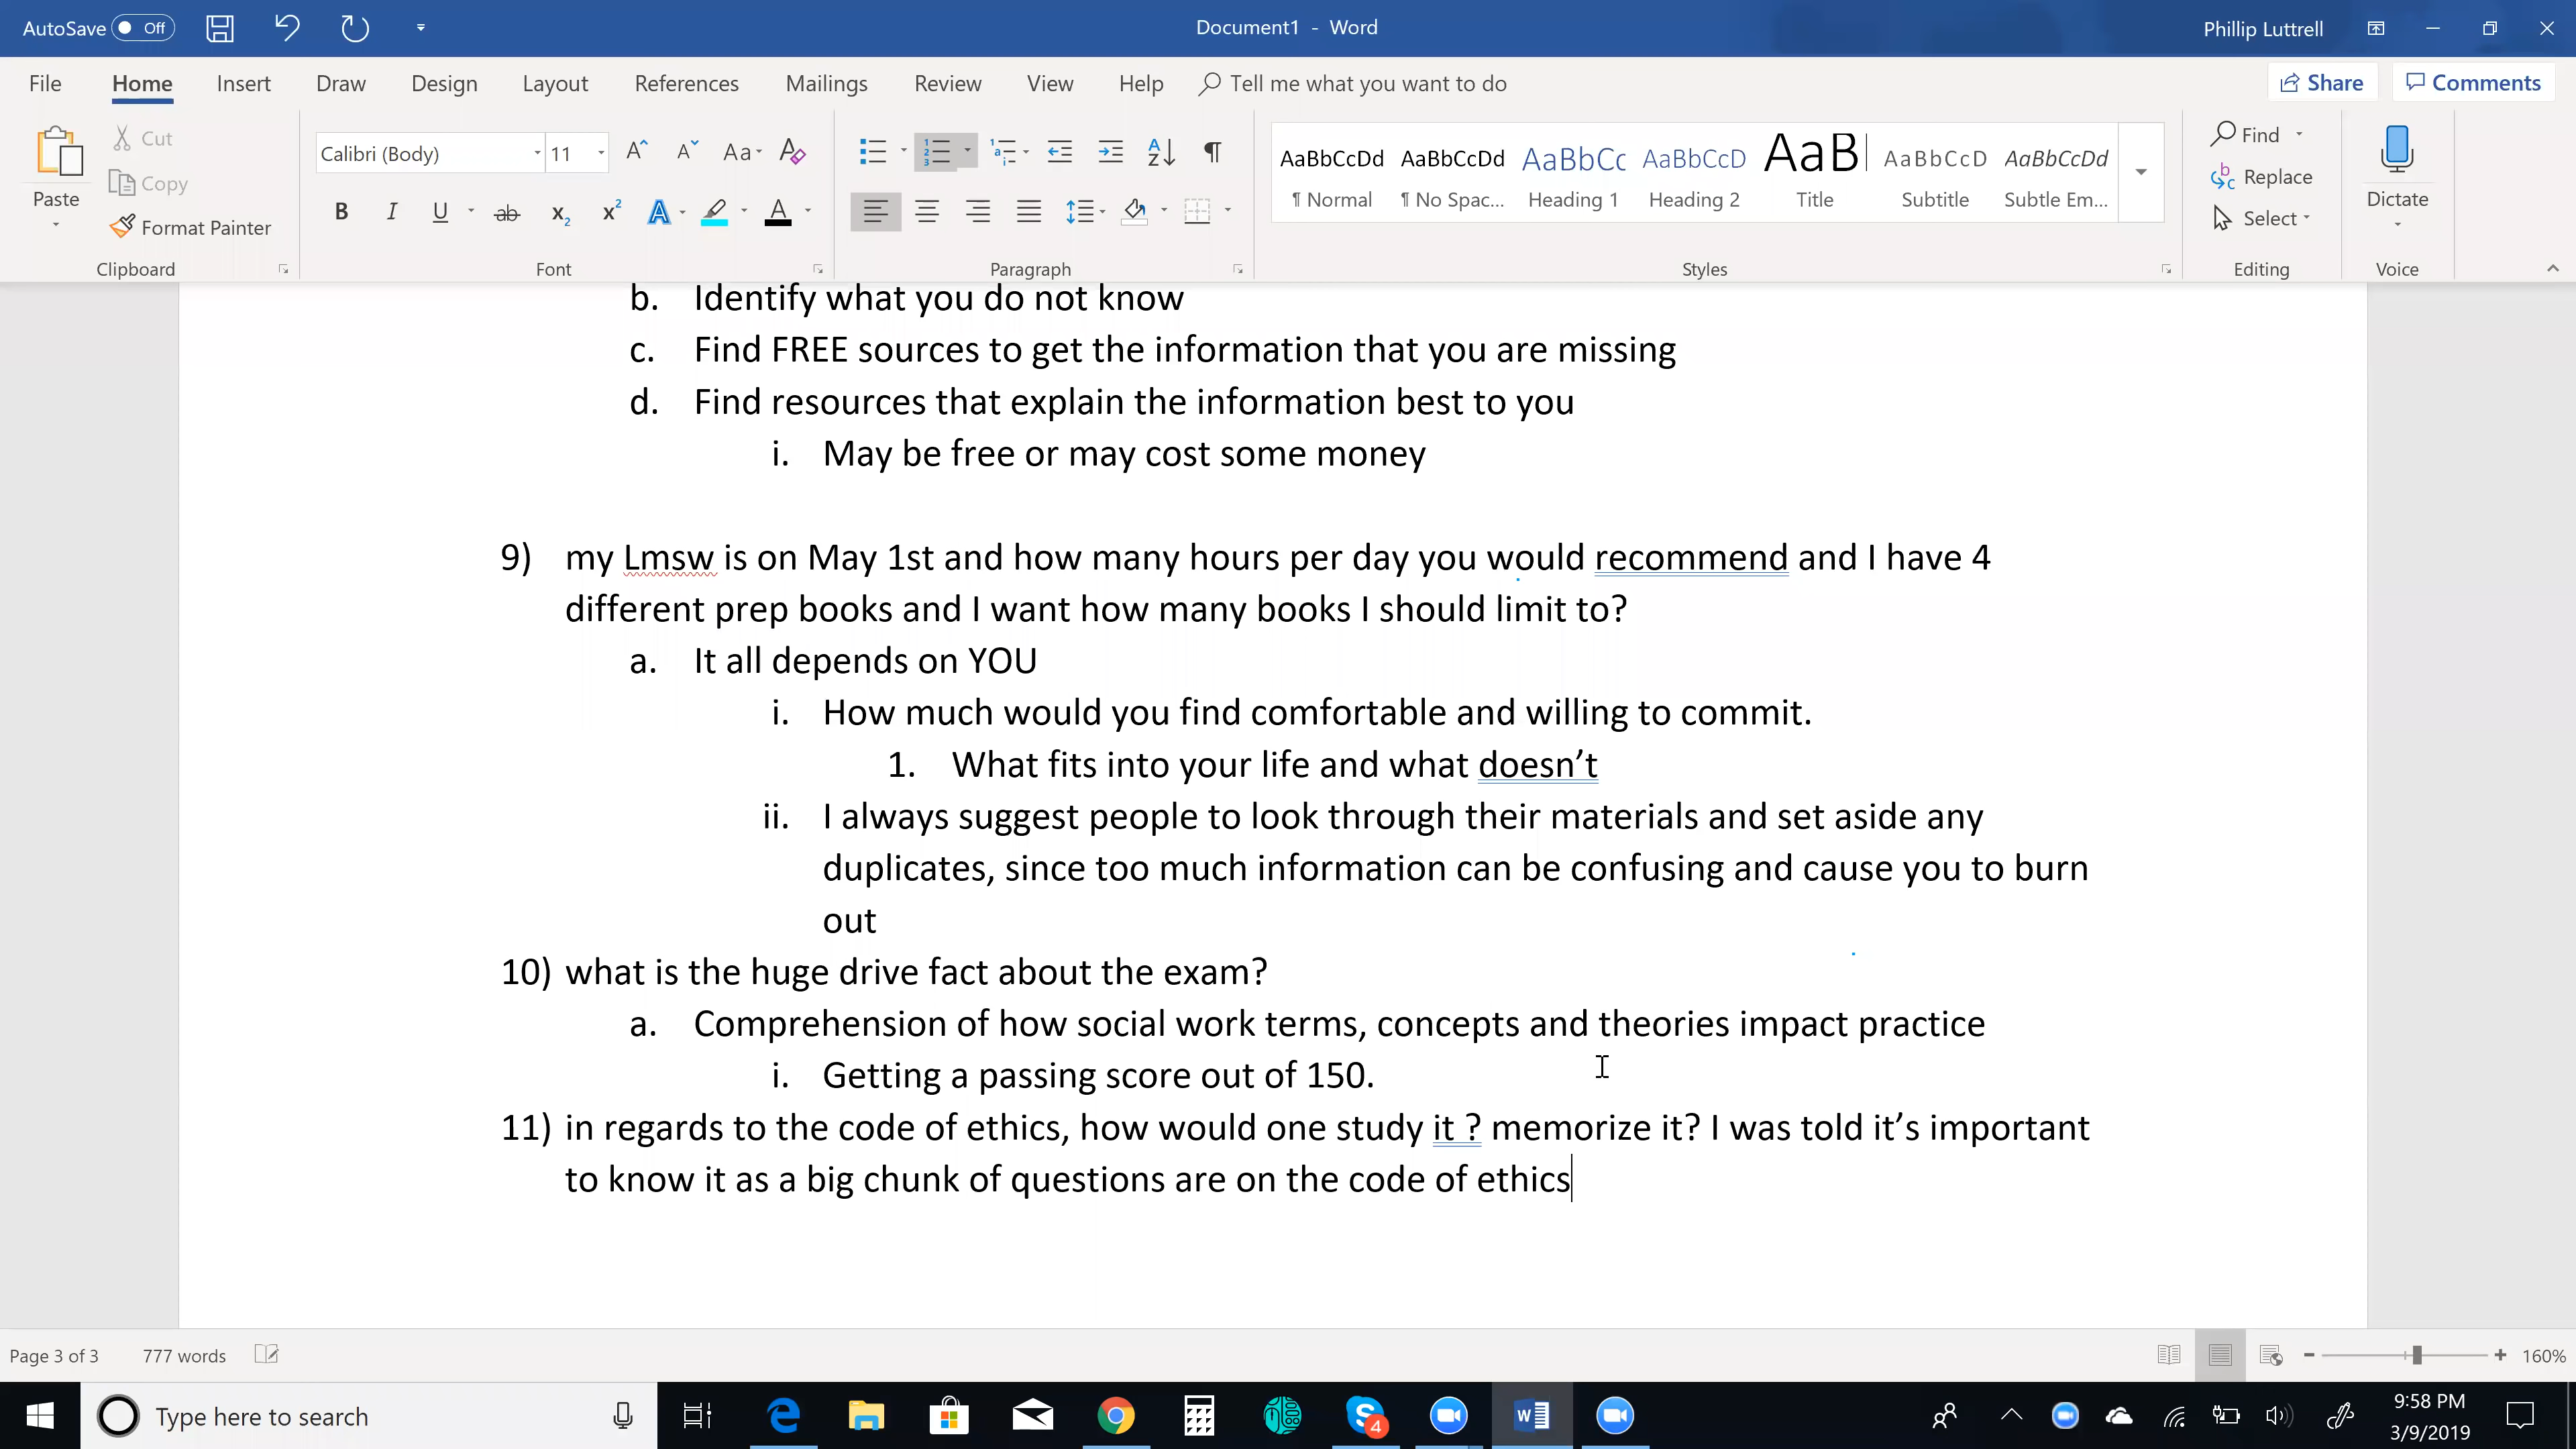 AutoSave Off Document1 - Word Phillip Luttrell
File Home Insert Draw Design Layout References Mailings Review View Help Tell me what you want to do Share Comments
Paste Cut Copy Format Painter
Clipboard
Calibri (Body) 11
Font
Paragraph
AaBbCcDd AaBbCcDd AaBbCc AaBbCcD AaB AaBbCcD AaBbCcDd
¶ Normal ¶ No Spac... Heading 1 Heading 2 Title Subtitle Subtle Em...
Styles
Find
Replace
Select
Editing
Dictate
Voice
b. Identify what you do not know
c. Find FREE sources to get the information that you are missing
d. Find resources that explain the information best to you
i. May be free or may cost some money
9) my Lmsw is on May 1st and how many hours per day you would recommend and I have 4
different prep books and I want how many books I should limit to?
a. It all depends on YOU
i. How much would you find comfortable and willing to commit.
1. What fits into your life and what doesn’t
ii. I always suggest people to look through their materials and set aside any
duplicates, since too much information can be confusing and cause you to burn
out
10) what is the huge drive fact about the exam?
a. Comprehension of how social work terms, concepts and theories impact practice
i. Getting a passing score out of 150.
11) in regards to the code of ethics, how would one study it ? memorize it? I was told it’s important
to know it as a big chunk of questions are on the code of ethics
Page 3 of 3 777 words 160%
Type here to search 4 9:58 PM
3/9/2019